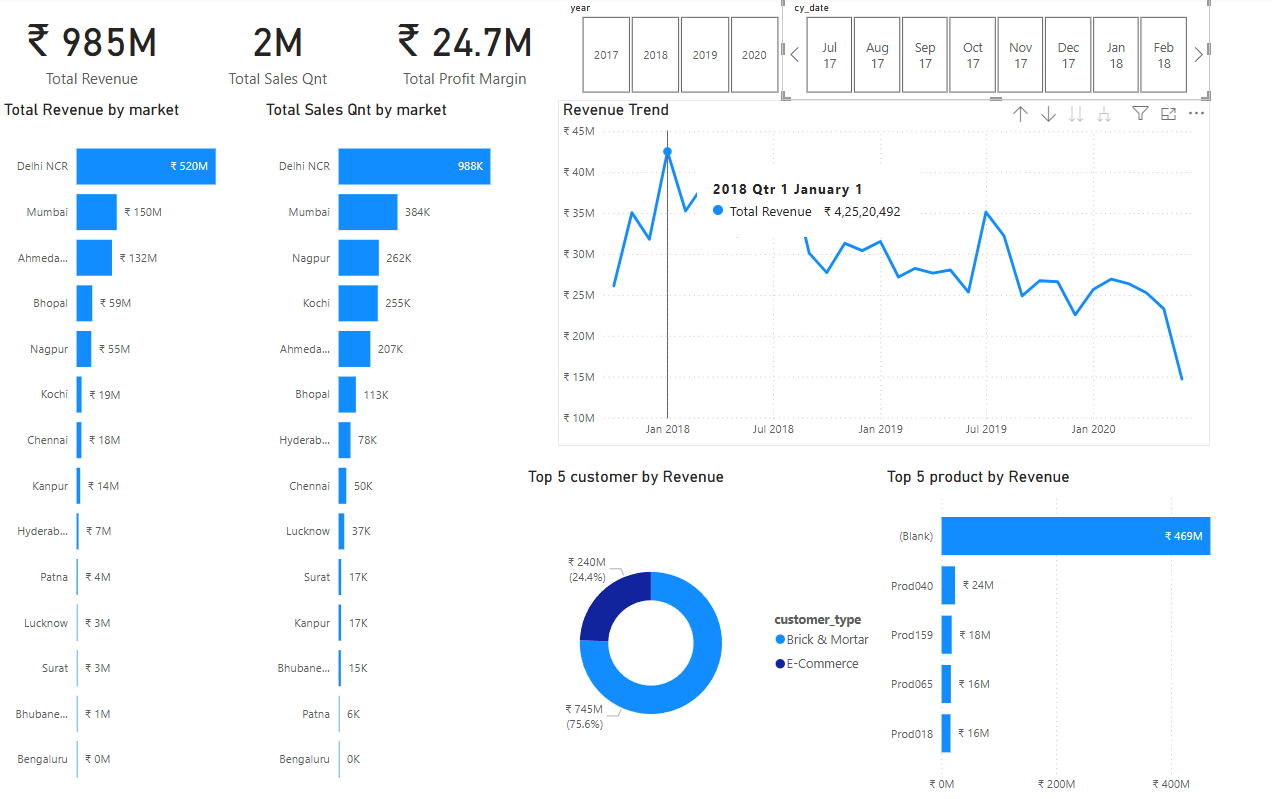 ₹ 985M
Total Revenue
2M
Total Sales Qnt
₹ 24.7M
Total Profit Margin
year
2017
2018
2019
2020
cy_date
Jul
17
Aug
17
Sep
17
Oct
17
Nov
17
Dec
17
Jan
18
Feb
18
Total Revenue by market
Delhi NCR ₹ 520M
Mumbai ₹ 150M
Ahmeda... ₹ 132M
Bhopal ₹ 59M
Nagpur ₹ 55M
Kochi ₹ 19M
Chennai ₹ 18M
Kanpur ₹ 14M
Hyderab... ₹ 7M
Patna ₹ 4M
Lucknow ₹ 3M
Surat ₹ 3M
Bhubane... ₹ 1M
Bengaluru ₹ 0M
Total Sales Qnt by market
Delhi NCR 988K
Mumbai 384K
Nagpur 262K
Kochi 255K
Ahmeda... 207K
Bhopal 113K
Hyderab... 78K
Chennai 50K
Lucknow 37K
Surat 17K
Kanpur 17K
Bhubane... 15K
Patna 6K
Bengaluru 0K
Revenue Trend
₹ 45M
₹ 40M
₹ 35M
₹ 30M
₹ 25M
₹ 20M
₹ 15M
₹ 10M
2018 Qtr 1 January 1
Total Revenue ₹ 4,25,20,492
Jan 2018 Jul 2018 Jan 2019 Jul 2019 Jan 2020
Top 5 customer by Revenue
₹ 240M
(24.4%)
₹ 745M
(75.6%)
customer_type
Brick & Mortar
E-Commerce
Top 5 product by Revenue
(Blank) ₹ 469M
Prod040 ₹ 24M
Prod159 ₹ 18M
Prod065 ₹ 16M
Prod018 ₹ 16M
₹ 0M ₹ 200M ₹ 400M